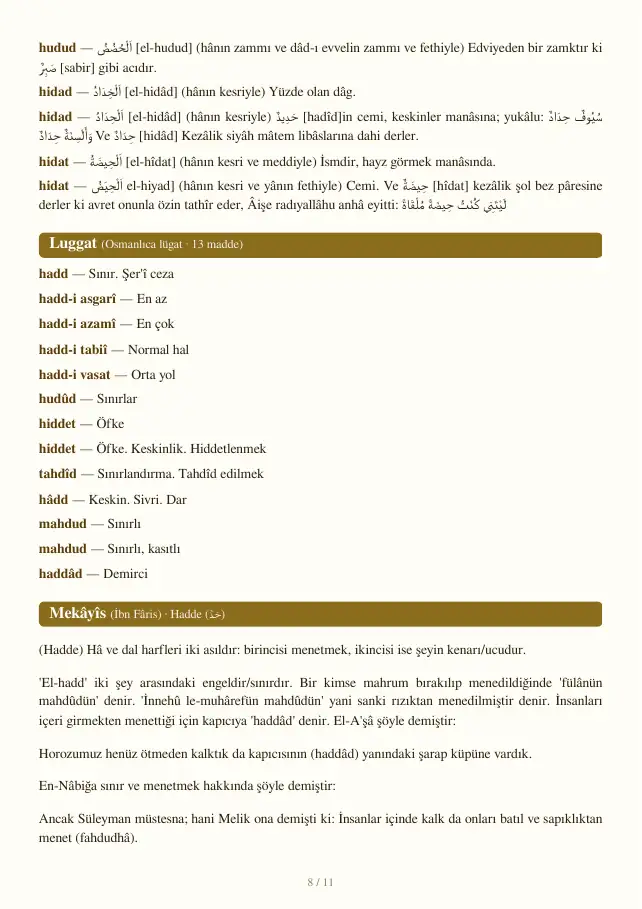 hudud — اَلْحُضُضُ [el-hudud] (hânın zammı ve dâd-ı evvelin zammı ve fethiyle) Edviyeden bir zamktır ki
صَبِرٌ [sabir] gibi acıdır.
hidad — اَلْحِدَادُ [el-hidâd] (hânın kesriyle) Yüzde olan dâg.
hidad — اَلْحِدَادُ [el-hidâd] (hânın kesriyle) حَدِيدٌ [hadîd]in cemi, keskinler manâsına; yukâlu: سُيُوفٌ حِدَادٌ
وَأَلْسِنَةٌ حِدَادٌ Ve حِدَادٌ [hidâd] Kezâlik siyâh mâtem libâslarına dahi derler.
hidat — اَلْحِيضَةُ [el-hîdat] (hânın kesri ve meddiyle) İsmdir, hayz görmek manâsında.
hidat — اَلْحِيَضُ el-hiyad] (hânın kesri ve yânın fethiyle) Cemi. Ve حِيضَةٌ [hîdat] kezâlik şol bez pâresine
derler ki avret onunla özin tathîr eder, Âişe radıyallâhu anhâ eyitti: لَيْتَنِي كُنْتُ حِيضَةً مُلْقَاةً
Luggat (Osmanlıca lügat · 13 madde)
hadd — Sınır. Şer'î ceza
hadd-i asgarî — En az
hadd-i azamî — En çok
hadd-i tabiî — Normal hal
hadd-i vasat — Orta yol
hudûd — Sınırlar
hiddet — Öfke
hiddet — Öfke. Keskinlik. Hiddetlenmek
tahdîd — Sınırlandırma. Tahdîd edilmek
hâdd — Keskin. Sivri. Dar
mahdud — Sınırlı
mahdud — Sınırlı, kasıtlı
haddâd — Demirci
Mekâyîs (İbn Fâris) · Hadde (حَدَّ)
(Hadde) Hâ ve dal harfleri iki asıldır: birincisi menetmek, ikincisi ise şeyin kenarı/ucudur.
'El-hadd' iki şey arasındaki engeldir/sınırdır. Bir kimse mahrum bırakılıp menedildiğinde 'fülânün
mahdûdün' denir. 'İnnehû le-muhârefün mahdûdün' yani sanki rızıktan menedilmiştir denir. İnsanları
içeri girmekten menettiği için kapıcıya 'haddâd' denir. El-A'şâ şöyle demiştir:
Horozumuz henüz ötmeden kalktık da kapıcısının (haddâd) yanındaki şarap küpüne vardık.
En-Nâbiğa sınır ve menetmek hakkında şöyle demiştir:
Ancak Süleyman müstesna; hani Melik ona demişti ki: İnsanlar içinde kalk da onları batıl ve sapıklıktan
menet (fahdudhâ).
8 / 11